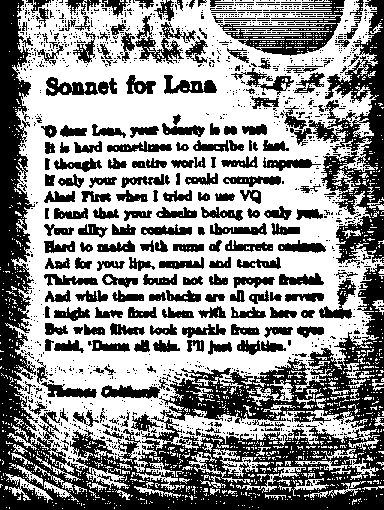 Sonnet for Lena
O dear Lena, your beauty is so vast
It is hard sometimes to describe it fast.
I thought the entire world I would impress
If only your portrait I could compress.
Alas! First when I tried to use VQ
I found that your cheeks belong to only you.
Your silky hair contains a thousand lines
Hard to match with sums of discrete cosines.
And for your lips, sensual and tactual
Thirteen Crays found not the proper fractal.
And while these setbacks are all quite severe
I might have fixed them with hacks here or there
But when filters took sparkle from your eyes
I said, 'Damn all this. I'll just digitize.'
Thomas Colthurst